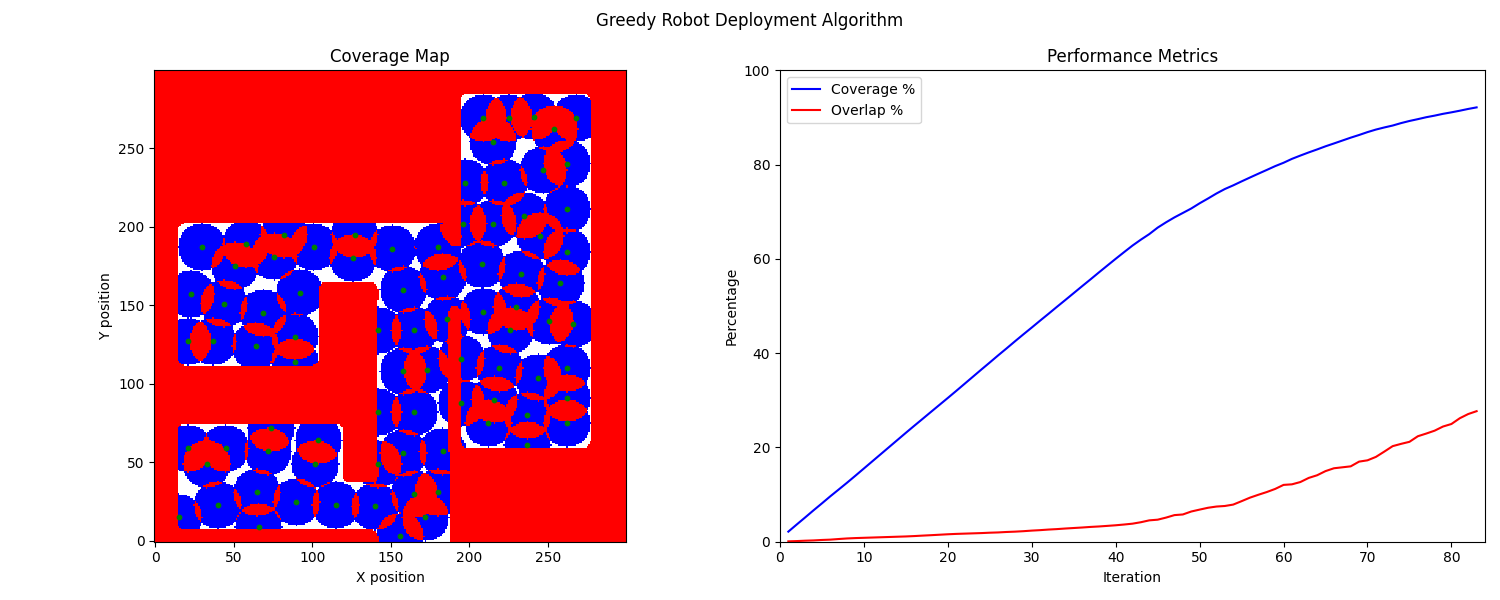 Greedy Robot Deployment Algorithm
Coverage Map
Y position
250
200
150
100
50
0
0 50 100 150 200 250
X position
Performance Metrics
Coverage %
Overlap %
Percentage
100
80
60
40
20
0
0 10 20 30 40 50 60 70 80
Iteration